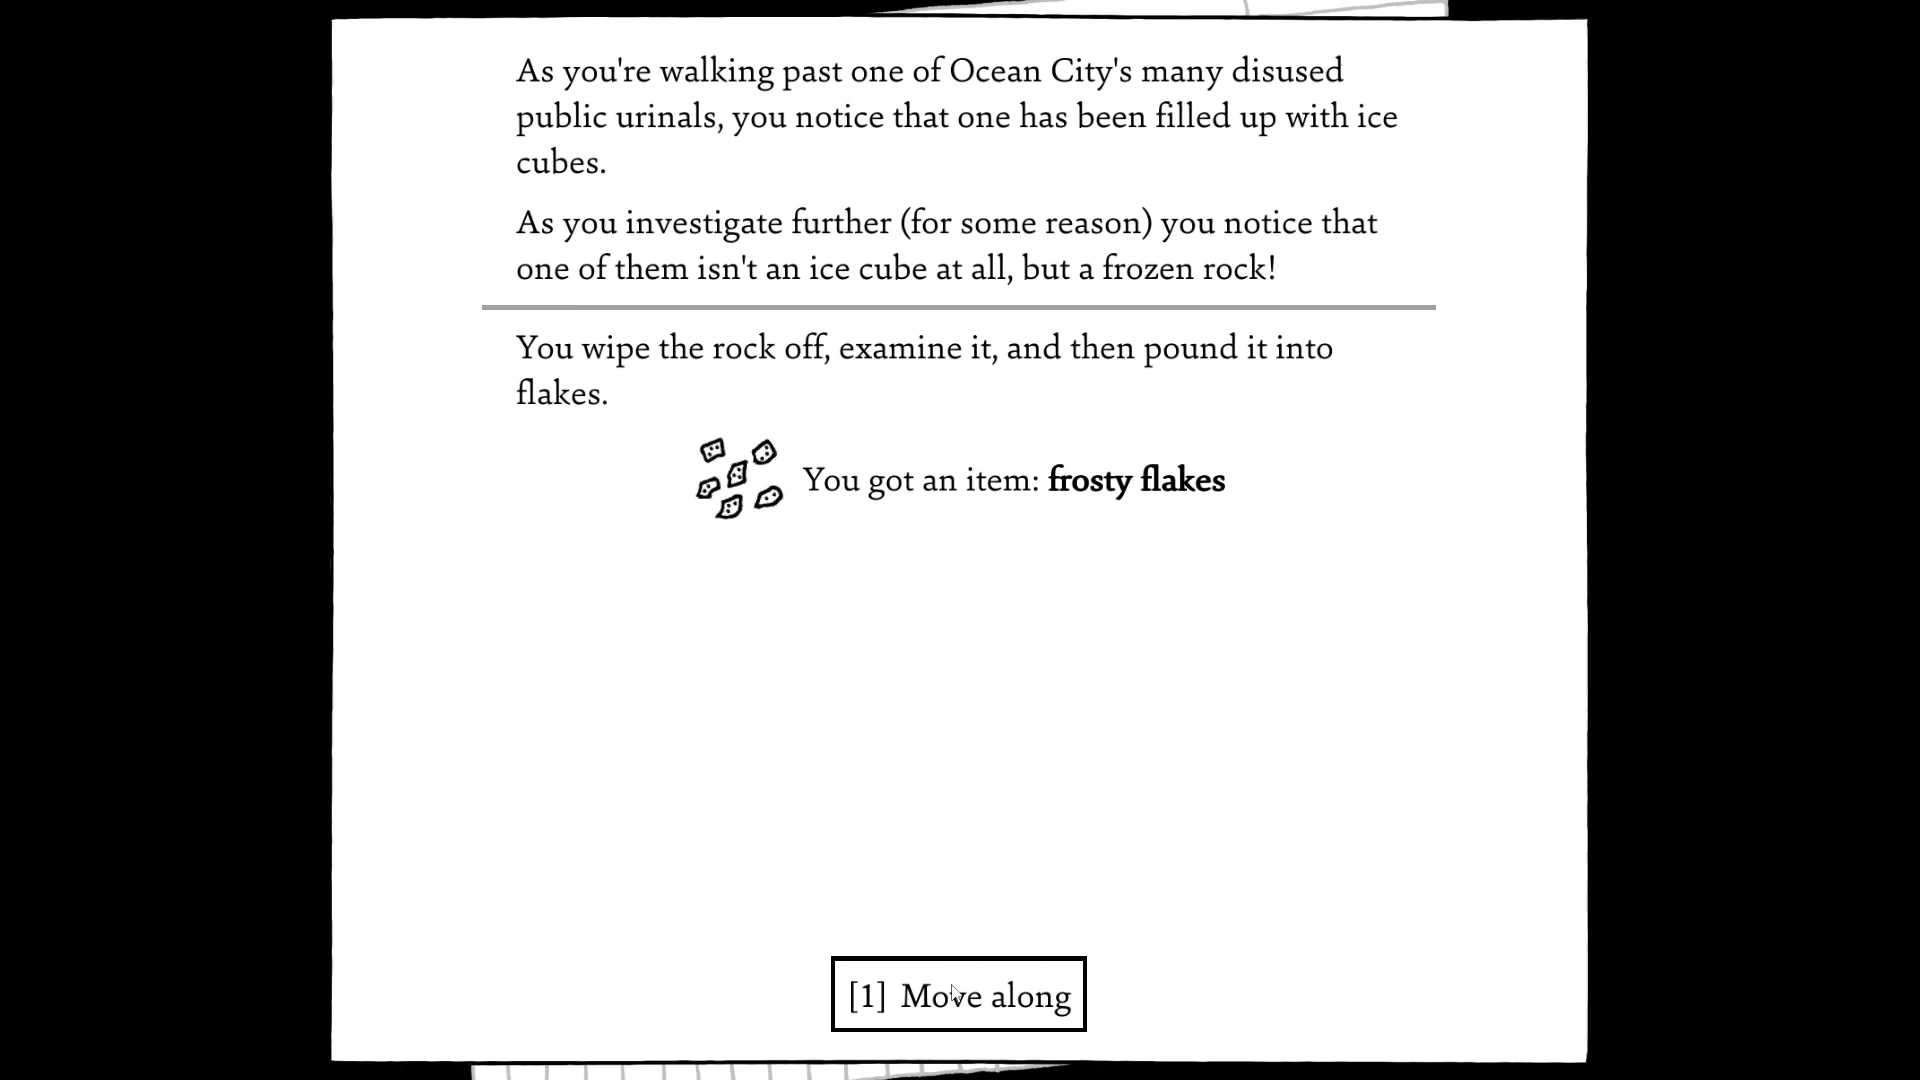 As you're walking past one of Ocean City's many disused
public urinals, you notice that one has been filled up with ice
cubes.
As you investigate further (for some reason) you notice that
one of them isn't an ice cube at all, but a frozen rock!
You wipe the rock off, examine it, and then pound it into
flakes.
You got an item: frosty flakes
[1] Move along